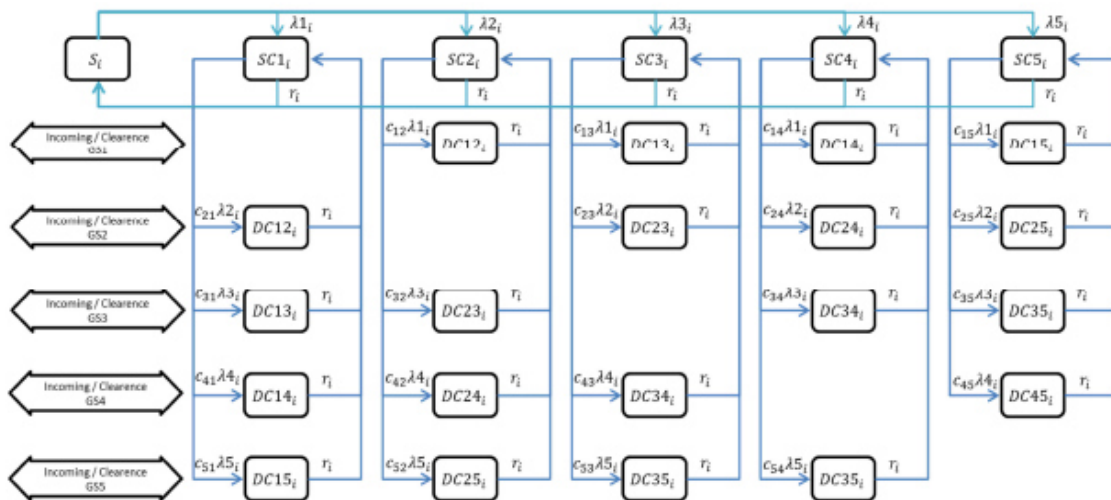 λ1ᵢ λ2ᵢ λ3ᵢ λ4ᵢ λ5ᵢ
Sᵢ SC1ᵢ SC2ᵢ SC3ᵢ SC4ᵢ SC5ᵢ
rᵢ rᵢ rᵢ rᵢ rᵢ
Incoming / Clearence
GS1
c₁₂λ1ᵢ DC12ᵢ rᵢ c₁₃λ1ᵢ DC13ᵢ rᵢ c₁₄λ1ᵢ DC14ᵢ rᵢ c₁₅λ1ᵢ DC15ᵢ rᵢ
Incoming / Clearence
GS2
c₂₁λ2ᵢ DC12ᵢ rᵢ c₂₃λ2ᵢ DC23ᵢ rᵢ c₂₄λ2ᵢ DC24ᵢ rᵢ c₂₅λ2ᵢ DC25ᵢ rᵢ
Incoming / Clearence
GS3
c₃₁λ3ᵢ DC13ᵢ rᵢ c₃₂λ3ᵢ DC23ᵢ rᵢ c₃₄λ3ᵢ DC34ᵢ rᵢ c₃₅λ3ᵢ DC35ᵢ rᵢ
Incoming / Clearence
GS4
c₄₁λ4ᵢ DC14ᵢ rᵢ c₄₂λ4ᵢ DC24ᵢ rᵢ c₄₃λ4ᵢ DC34ᵢ rᵢ c₄₅λ4ᵢ DC45ᵢ rᵢ
Incoming / Clearence
GS5
c₅₁λ5ᵢ DC15ᵢ rᵢ c₅₂λ5ᵢ DC25ᵢ rᵢ c₅₃λ5ᵢ DC35ᵢ rᵢ c₅₄λ5ᵢ DC35ᵢ rᵢ